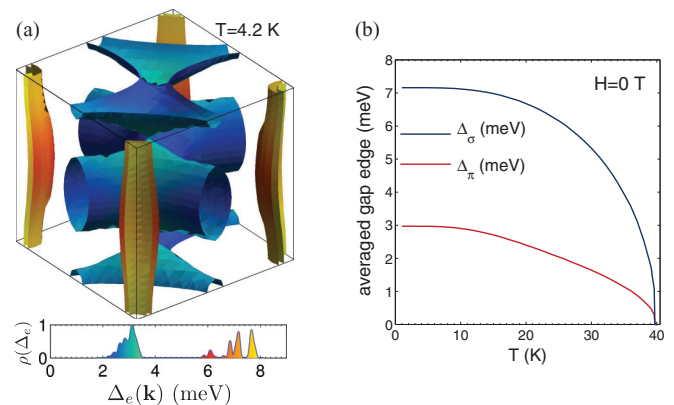 (a)
T=4.2 K
ρ(Δₑ)
1
0
0 2 4 6 8
Δₑ(𝐤) (meV)
(b)
H=0 T
averaged gap edge (meV)
8
7
6
5
4
3
2
1
0
Δσ (meV)
Δπ (meV)
0 10 20 30 40
T (K)